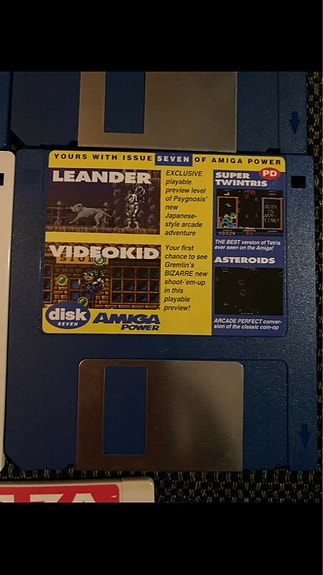 YOURS WITH ISSUE SEVEN OF AMIGA POWER
LEANDER
EXCLUSIVE
playable
preview level
of Psygnosis'
new
Japanese-
style arcade
adventure
VIDEOKID
Your first
chance to see
Gremlin's
BIZARRE new
shoot-'em-up
in this
playable
preview!
SUPER
TWINTRIS
PD
THE BEST version of Tetris
ever seen on the Amiga!
ASTEROIDS
ARCADE PERFECT conver-
sion of the classic coin-op
disk
SEVEN
AMIGA
POWER